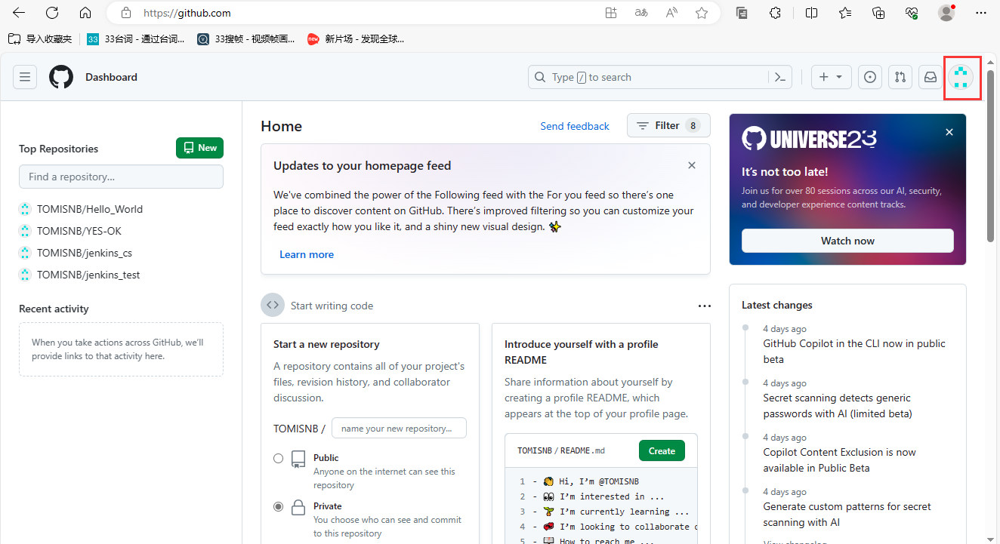 https://github.com
导入收藏夹
33
33台词 - 通过台词...
33搜帧 - 视频帧画...
new
新片场 - 发现全球...
Dashboard
Type / to search
Top Repositories
New
Find a repository...
TOMISNB/Hello_World
TOMISNB/YES-OK
TOMISNB/jenkins_cs
TOMISNB/jenkins_test
Recent activity
When you take actions across GitHub, we'll
provide links to that activity here.
Home
Send feedback
Filter 8
Updates to your homepage feed
We've combined the power of the Following feed with the For you feed so there's one
place to discover content on GitHub. There's improved filtering so you can customize your
feed exactly how you like it, and a shiny new visual design. ✨
Learn more
Start writing code
Start a new repository
A repository contains all of your project's
files, revision history, and collaborator
discussion.
TOMISNB /
name your new repository...
Public
Anyone on the internet can see this
repository
Private
You choose who can see and commit
to this repository
Introduce yourself with a profile
README
Share information about yourself by
creating a profile README, which
appears at the top of your profile page.
TOMISNB / README.md
Create
1 - 👋 Hi, I'm @TOMISNB
2 - 👀 I'm interested in ...
3 - 🌱 I'm currently learning ...
4 - 💞️ I'm looking to collaborate
5 - 📫 How to reach me ...
UNIVERSE23
It's not too late!
Join us for over 80 sessions across our AI, security,
and developer experience content tracks.
Watch now
Latest changes
4 days ago
GitHub Copilot in the CLI now in public
beta
4 days ago
Secret scanning detects generic
passwords with AI (limited beta)
4 days ago
Copilot Content Exclusion is now
available in Public Beta
4 days ago
Generate custom patterns for secret
scanning with AI
View changelog